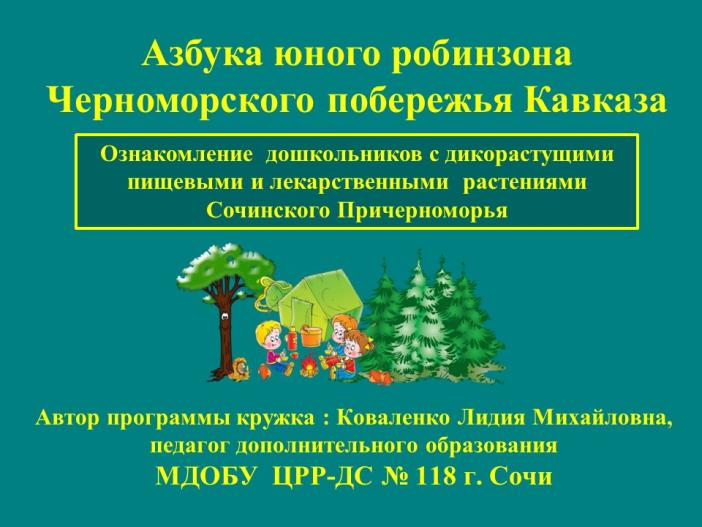 Азбука юного робинзона
Черноморского побережья Кавказа
Ознакомление дошкольников с дикорастущими
пищевыми и лекарственными растениями
Сочинского Причерноморья
Автор программы кружка : Коваленко Лидия Михайловна,
педагог дополнительного образования
МДОБУ ЦРР-ДС № 118 г. Сочи